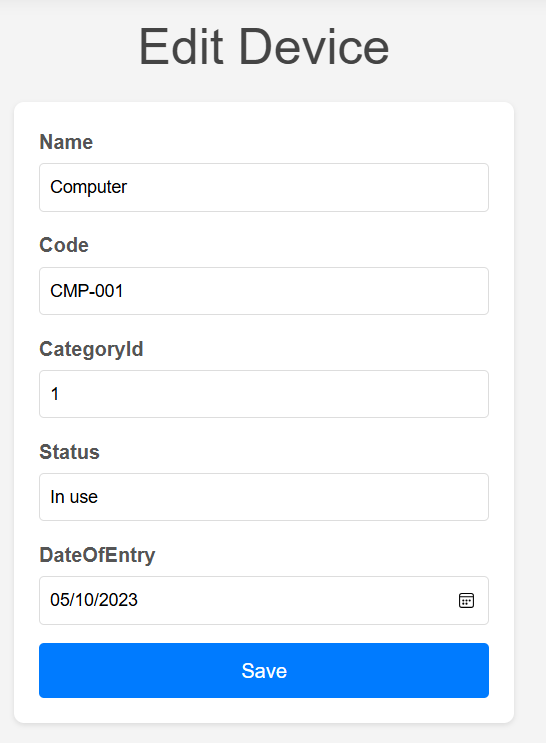 Edit Device
Name
Computer
Code
CMP-001
CategoryId
1
Status
In use
DateOfEntry
05/10/2023
Save